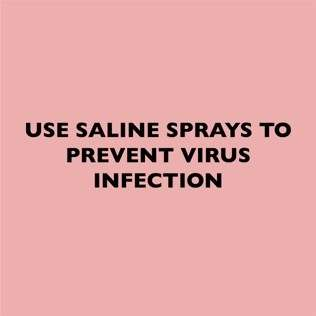 USE SALINE SPRAYS TO
PREVENT VIRUS
INFECTION